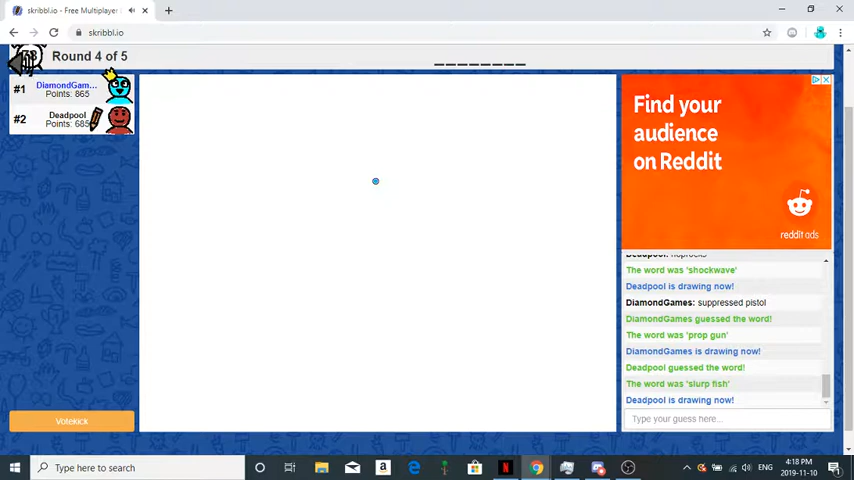 skribbl.io - Free Multiplayer
skribbl.io
Round 4 of 5
________
#1
DiamondGam...
Points: 865
#2
Deadpool
Points: 685
Votekick
Find your
audience
on Reddit
reddit ads
The word was 'shockwave'
Deadpool is drawing now!
DiamondGames: suppressed pistol
DiamondGames guessed the word!
The word was 'prop gun'
DiamondGames is drawing now!
Deadpool guessed the word!
The word was 'slurp fish'
Deadpool is drawing now!
Type your guess here...
Type here to search
ENG
4:18 PM
2019-11-10